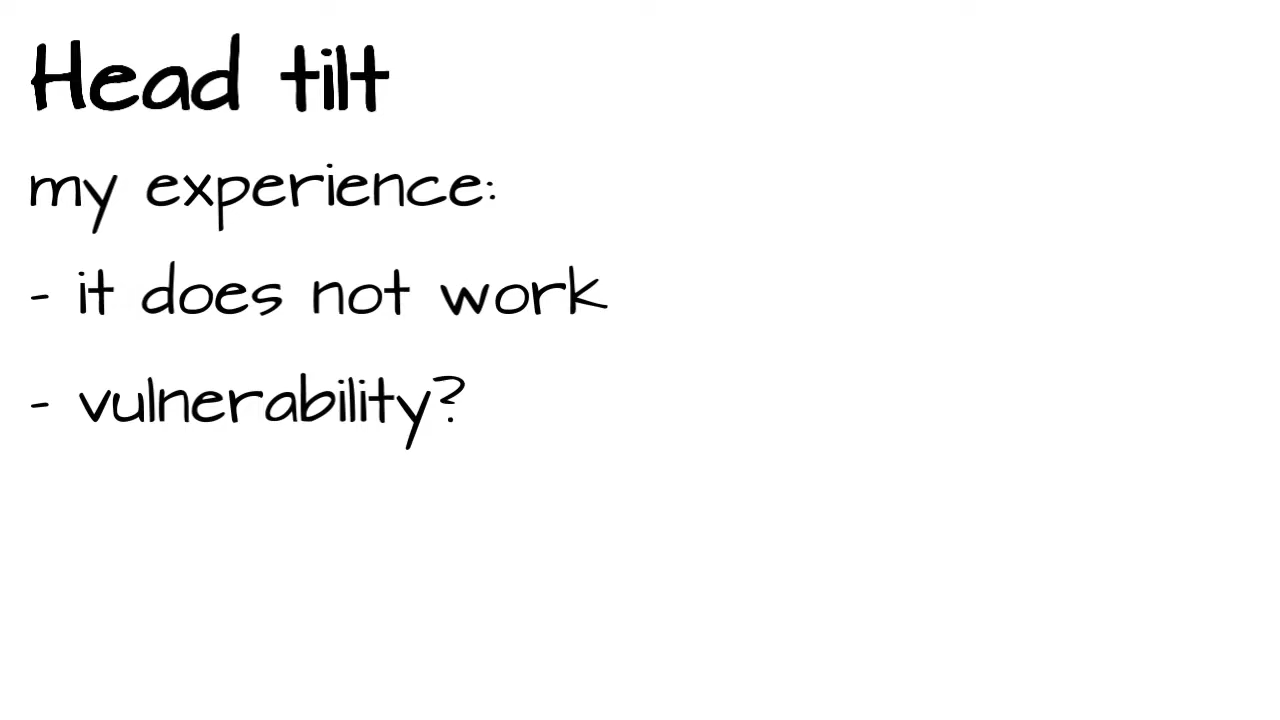 Head tilt
my experience:
- it does not work
- vulnerability?